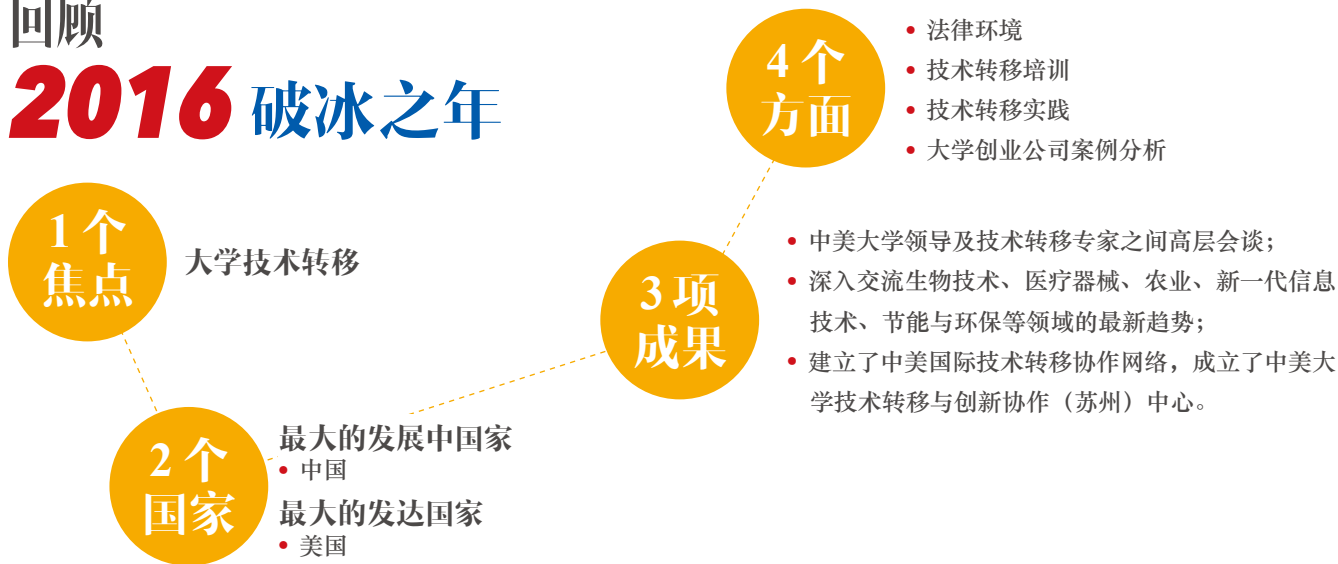 回顾
2016 破冰之年
1 个
焦点
大学技术转移
2 个
国家
最大的发展中国家
• 中国
最大的发达国家
• 美国
3 项
成果
• 中美大学领导及技术转移专家之间高层会谈；
• 深入交流生物技术、医疗器械、农业、新一代信息
技术、节能与环保等领域的最新趋势；
• 建立了中美国际技术转移协作网络，成立了中美大
学技术转移与创新协作（苏州）中心。
4 个
方面
• 法律环境
• 技术转移培训
• 技术转移实践
• 大学创业公司案例分析